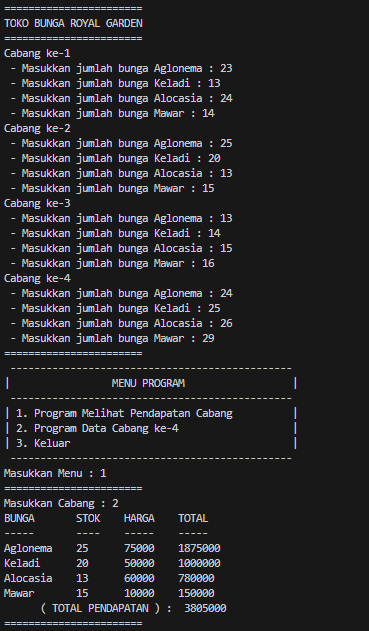 =======================
TOKO BUNGA ROYAL GARDEN
=======================
Cabang ke-1
 - Masukkan jumlah bunga Aglonema : 23
 - Masukkan jumlah bunga Keladi : 13
 - Masukkan jumlah bunga Alocasia : 24
 - Masukkan jumlah bunga Mawar : 14
Cabang ke-2
 - Masukkan jumlah bunga Aglonema : 25
 - Masukkan jumlah bunga Keladi : 20
 - Masukkan jumlah bunga Alocasia : 13
 - Masukkan jumlah bunga Mawar : 15
Cabang ke-3
 - Masukkan jumlah bunga Aglonema : 13
 - Masukkan jumlah bunga Keladi : 14
 - Masukkan jumlah bunga Alocasia : 15
 - Masukkan jumlah bunga Mawar : 16
Cabang ke-4
 - Masukkan jumlah bunga Aglonema : 24
 - Masukkan jumlah bunga Keladi : 25
 - Masukkan jumlah bunga Alocasia : 26
 - Masukkan jumlah bunga Mawar : 29
=======================
 -----------------------------------------------
|                 MENU PROGRAM                  |
 -----------------------------------------------
| 1. Program Melihat Pendapatan Cabang          |
| 2. Program Data Cabang ke-4                   |
| 3. Keluar                                     |
 -----------------------------------------------
Masukkan Menu : 1
=======================
Masukkan Cabang : 2
BUNGA       STOK    HARGA    TOTAL
-----       ----    -----    -----
Aglonema    25      75000    1875000
Keladi      20      50000    1000000
Alocasia    13      60000    780000
Mawar       15      10000    150000
      ( TOTAL PENDAPATAN ) :  3805000
=======================